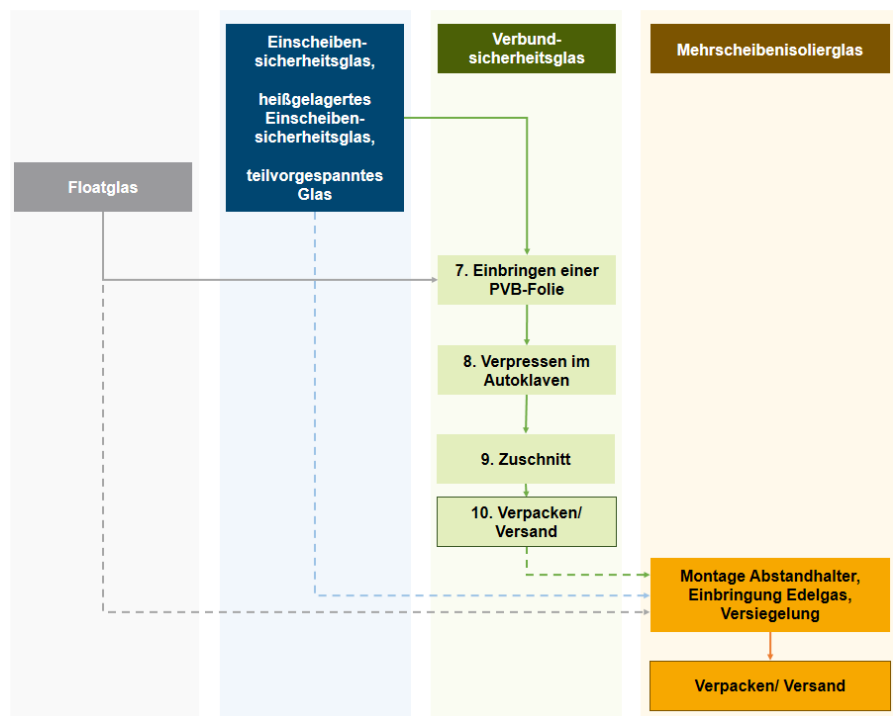 Einscheiben-
sicherheitsglas,
heißgelagertes
Einscheiben-
sicherheitsglas,
teilvorgespanntes
Glas
Verbund-
sicherheitsglas
Mehrscheibenisolierglas
Floatglas
7. Einbringen einer
PVB-Folie
8. Verpressen im
Autoklaven
9. Zuschnitt
10. Verpacken/
Versand
Montage Abstandhalter,
Einbringung Edelgas,
Versiegelung
Verpacken/ Versand